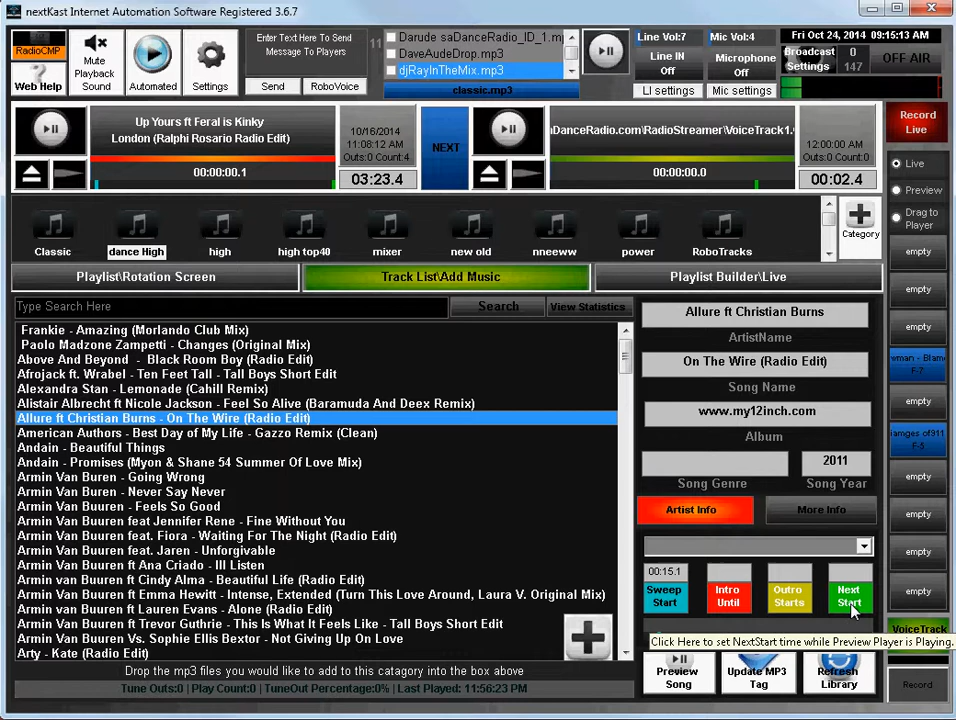 nextKast Internet Automation Software Registered 3.6.7
RadioCMP
Web Help
Mute
Playback
Sound
Automated
Settings
Enter Text Here To Send
Message To Players
Send
RoboVoice
11
Darude saDanceRadio_ID_1.mp
DaveAudeDrop.mp3
djRayInTheMix.mp3
classic.mp3
Line Vol:7
Line IN
Off
LI settings
Mic Vol:4
Microphone
Off
Mic settings
Fri Oct 24, 2014 09:15:13 AM
Broadcast
Settings
0
147
OFF AIR
Up Yours ft Feral is Kinky
London (Ralphi Rosario Radio Edit)
00:00:00.1
10/16/2014
11:08:12 AM
Outs:0 Count:4
03:23.4
NEXT
DanceRadio.com\RadioStreamer\VoiceTrack1.
00:00:00.0
12:00:00 AM
Outs:0 Count:0
00:02.4
Record
Live
Live
Preview
Drag to
Player
Classic
dance High
high
high top40
mixer
new old
nneeww
power
RoboTracks
Category
Playlist\Rotation Screen
Track List\Add Music
Playlist Builder\Live
Type Search Here
Search
View Statistics
Frankie - Amazing (Morlando Club Mix)
Paolo Madzone Zampetti - Changes (Original Mix)
Above And Beyond - Black Room Boy (Radio Edit)
Afrojack ft. Wrabel - Ten Feet Tall - Tall Boys Short Edit
Alexandra Stan - Lemonade (Cahill Remix)
Alistair Albrecht ft Nicole Jackson - Feel So Alive (Baramuda And Deex Remix)
Allure ft Christian Burns - On The Wire (Radio Edit)
American Authors - Best Day of My Life - Gazzo Remix (Clean)
Andain - Beautiful Things
Andain - Promises (Myon & Shane 54 Summer Of Love Mix)
Armin Van Buren - Going Wrong
Armin Van Buren - Never Say Never
Armin Van Buuren - Feels So Good
Armin Van Buuren feat Jennifer Rene - Fine Without You
Armin Van Buuren feat. Fiora - Waiting For The Night (Radio Edit)
Armin Van Buuren feat. Jaren - Unforgivable
Armin van Buuren ft Ana Criado - Ill Listen
Armin van Buuren ft Cindy Alma - Beautiful Life (Radio Edit)
Armin van Buuren ft Emma Hewitt - Intense, Extended (Turn This Love Around, Laura V. Original Mix)
Armin van Buuren ft Lauren Evans - Alone (Radio Edit)
Armin van Buuren ft Trevor Guthrie - This Is What It Feels Like - Tall Boys Short Edit
Armin Van Buuren Vs. Sophie Ellis Bextor - Not Giving Up On Love
Arty - Kate (Radio Edit)
Drop the mp3 files you would like to add to this catagory into the box above
Tune Outs:0 | Play Count:0 | TuneOut Percentage:0% | Last Played: 11:56:23 PM
Allure ft Christian Burns
ArtistName
On The Wire (Radio Edit)
Song Name
www.my12inch.com
Album
2011
Song Genre
Song Year
Artist Info
More Info
00:15.1
Sweep
Start
Intro
Until
Outro
Starts
Next
Start
Click Here to set NextStart time while Preview Player is Playing.
Preview
Song
Update MP3
Tag
Refresh
Library
empty
empty
empty
wman - Blame
F-7
empty
amges of911
F-5
empty
empty
empty
empty
VoiceTrack
Record